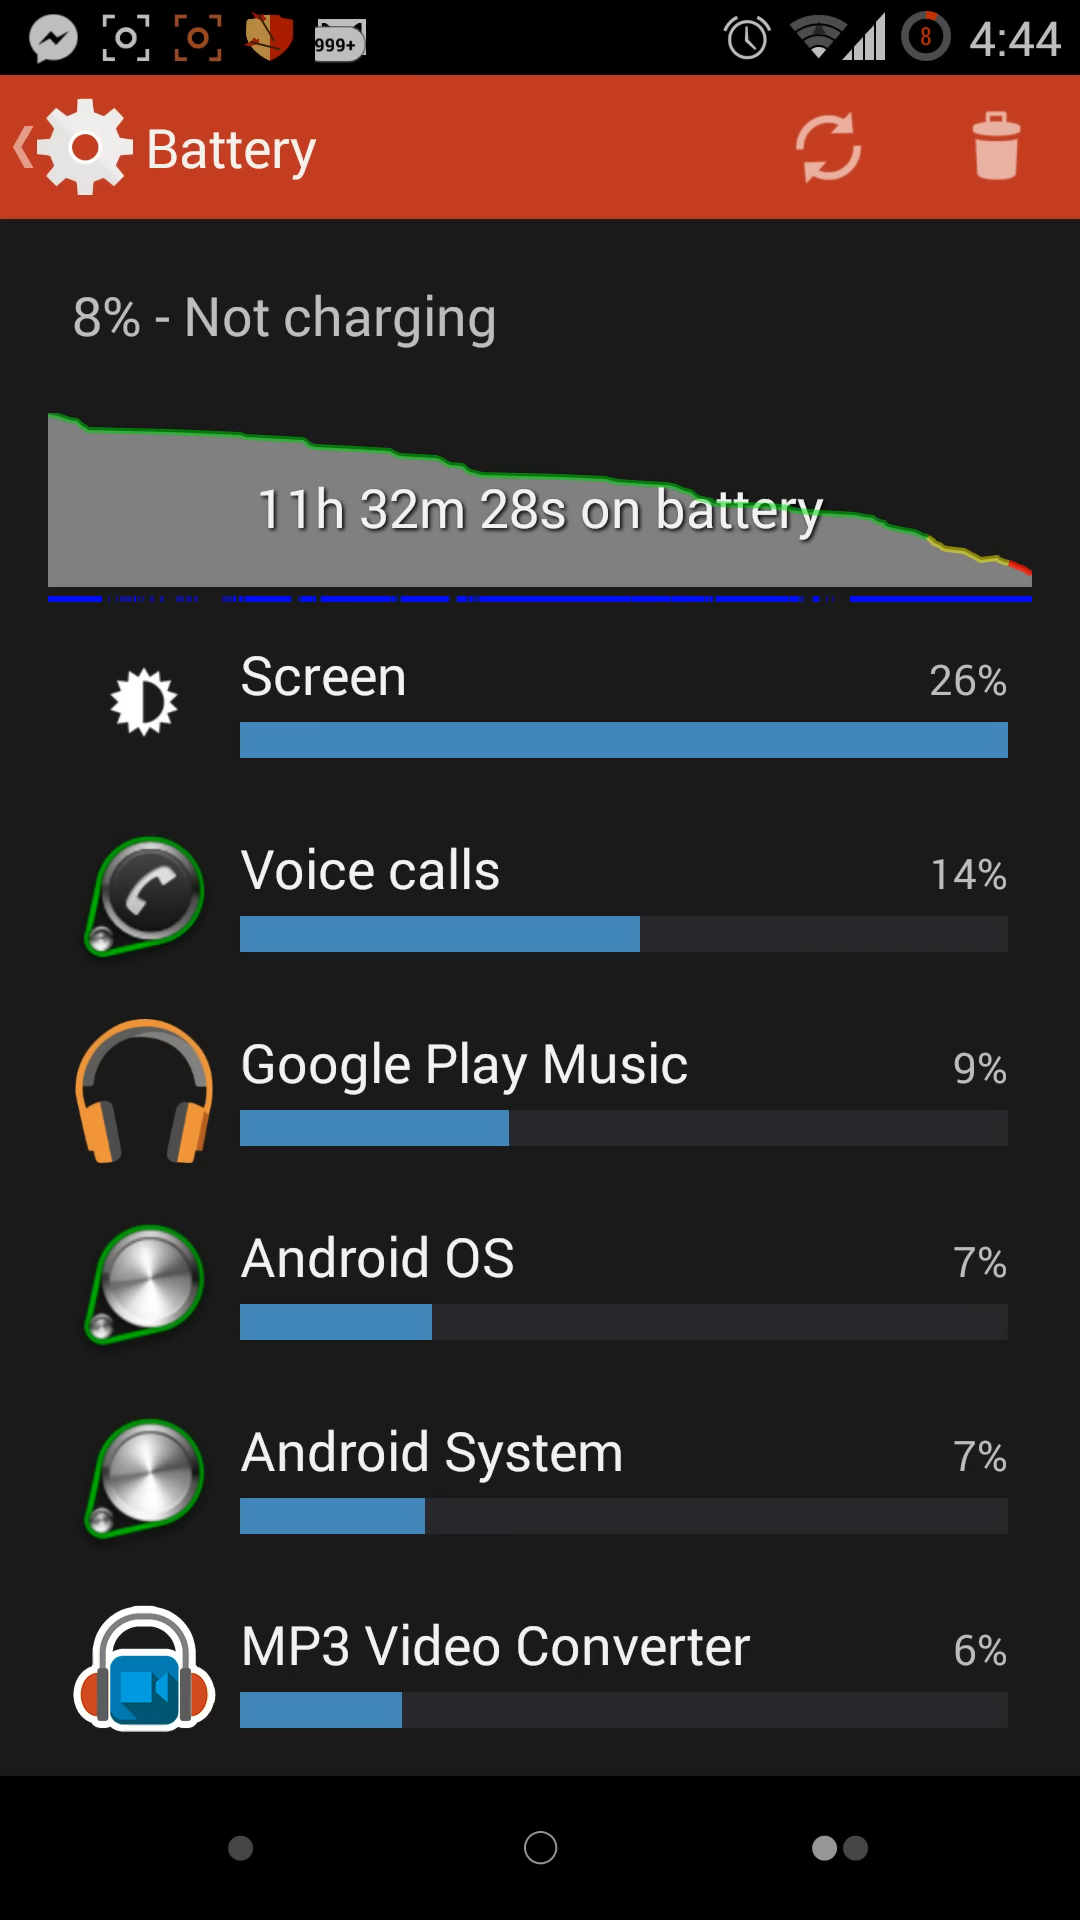 999+
8
4:44
Battery
8% - Not charging
11h 32m 28s on battery
Screen 26%
Voice calls 14%
Google Play Music 9%
Android OS 7%
Android System 7%
MP3 Video Converter 6%